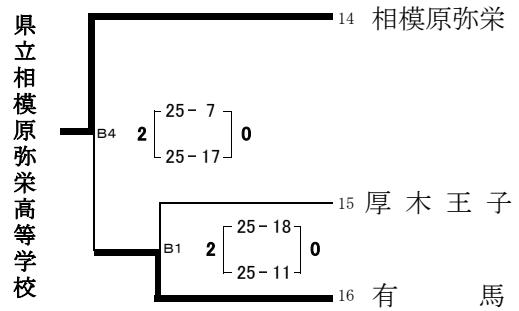 県立相模原弥栄高等学校
14 相模原弥栄
B4
2 25- 7 0
25-17
15 厚木王子
B1
2 25-18 0
25-11
16 有馬